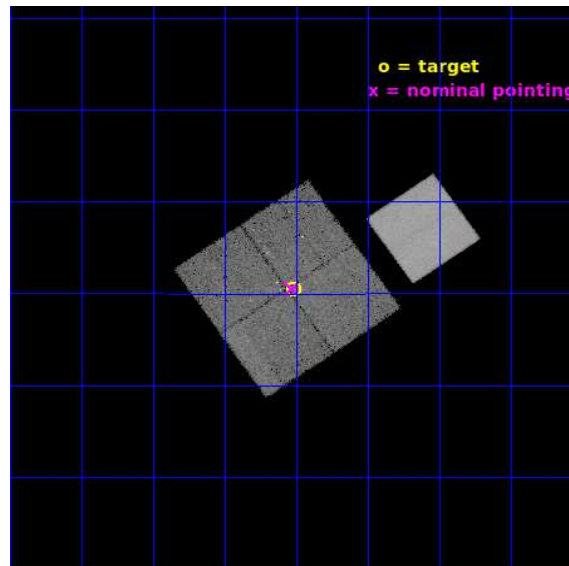 o = target
x = nominal pointing